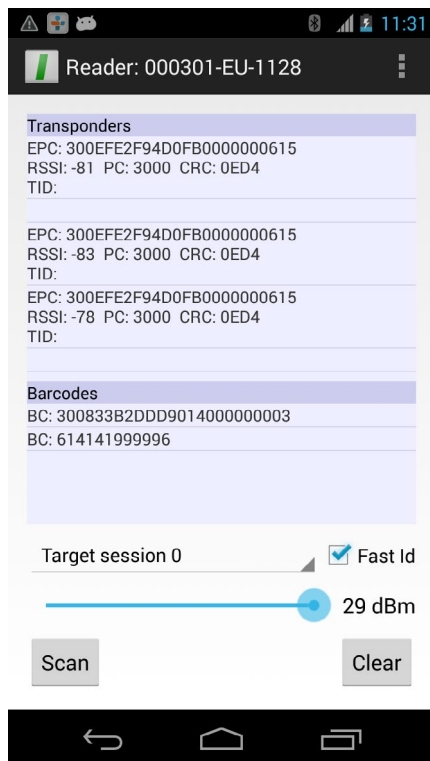 11:31
Reader: 000301-EU-1128
Transponders
EPC: 300EFE2F94D0FB0000000615
RSSI: -81 PC: 3000 CRC: 0ED4
TID:
EPC: 300EFE2F94D0FB0000000615
RSSI: -83 PC: 3000 CRC: 0ED4
TID:
EPC: 300EFE2F94D0FB0000000615
RSSI: -78 PC: 3000 CRC: 0ED4
TID:
Barcodes
BC: 300833B2DDD9014000000003
BC: 614141999996
Target session 0
Fast Id
29 dBm
Scan
Clear